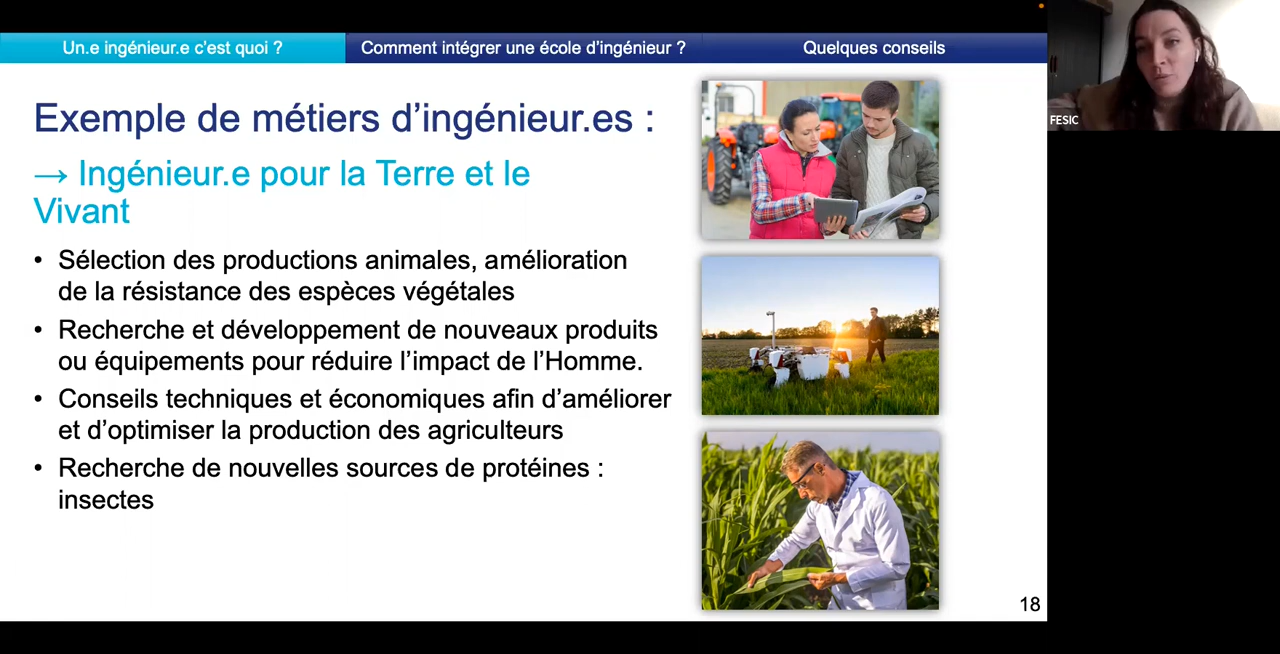 Un.e ingénieur.e c’est quoi ?
Comment intégrer une école d’ingénieur ?
Quelques conseils
FESIC
Exemple de métiers d’ingénieur.es :
→ Ingénieur.e pour la Terre et le
Vivant
• Sélection des productions animales, amélioration
de la résistance des espèces végétales
• Recherche et développement de nouveaux produits
ou équipements pour réduire l’impact de l’Homme.
• Conseils techniques et économiques afin d’améliorer
et d’optimiser la production des agriculteurs
• Recherche de nouvelles sources de protéines :
insectes
18